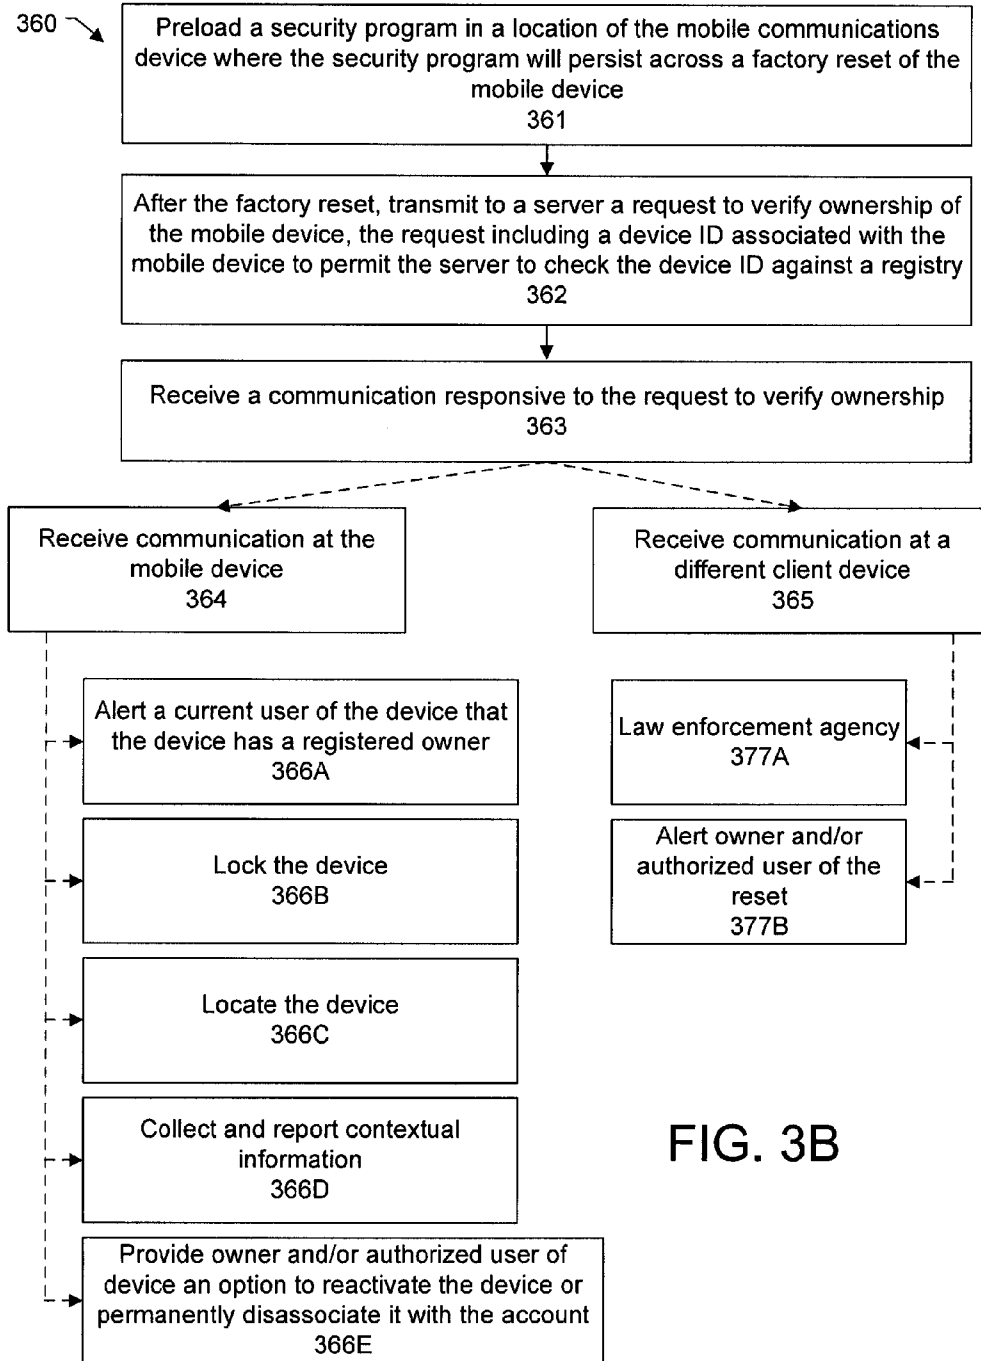 360
Preload a security program in a location of the mobile communications
device where the security program will persist across a factory reset of the
mobile device
361
After the factory reset, transmit to a server a request to verify ownership of
the mobile device, the request including a device ID associated with the
mobile device to permit the server to check the device ID against a registry
362
Receive a communication responsive to the request to verify ownership
363
Receive communication at the
mobile device
364
Receive communication at a
different client device
365
Alert a current user of the device that
the device has a registered owner
366A
Law enforcement agency
377A
Lock the device
366B
Alert owner and/or
authorized user of the
reset
377B
Locate the device
366C
Collect and report contextual
information
366D
FIG. 3B
Provide owner and/or authorized user of
device an option to reactivate the device or
permanently disassociate it with the account
366E